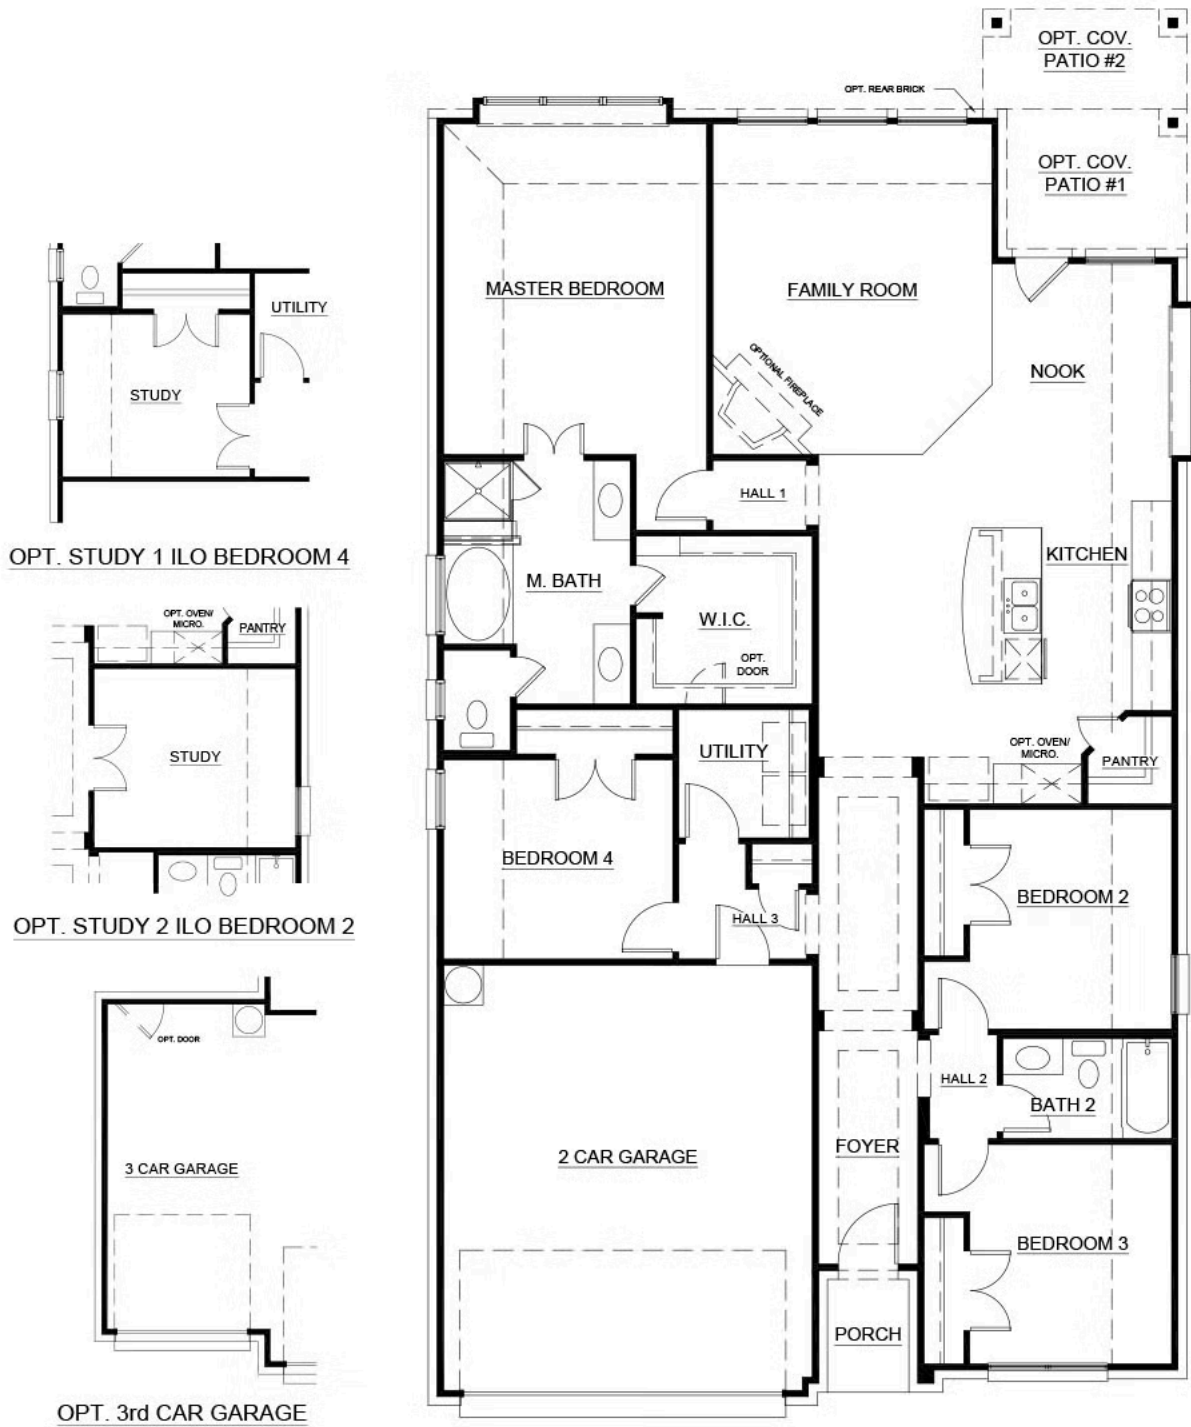 OPT. COV.
PATIO #2
OPT. REAR BRICK
OPT. COV.
PATIO #1
MASTER BEDROOM
FAMILY ROOM
UTILITY
NOOK
OPTIONAL FIREPLACE
STUDY
HALL 1
OPT. STUDY 1 ILO BEDROOM 4
KITCHEN
M. BATH
W.I.C.
OPT. OVEN/
MICRO.
PANTRY
OPT.
DOOR
STUDY
UTILITY
OPT. OVEN/
MICRO.
PANTRY
BEDROOM 4
BEDROOM 2
OPT. STUDY 2 ILO BEDROOM 2
HALL 3
OPT. DOOR
HALL 2
BATH 2
3 CAR GARAGE
2 CAR GARAGE
FOYER
BEDROOM 3
PORCH
OPT. 3rd CAR GARAGE